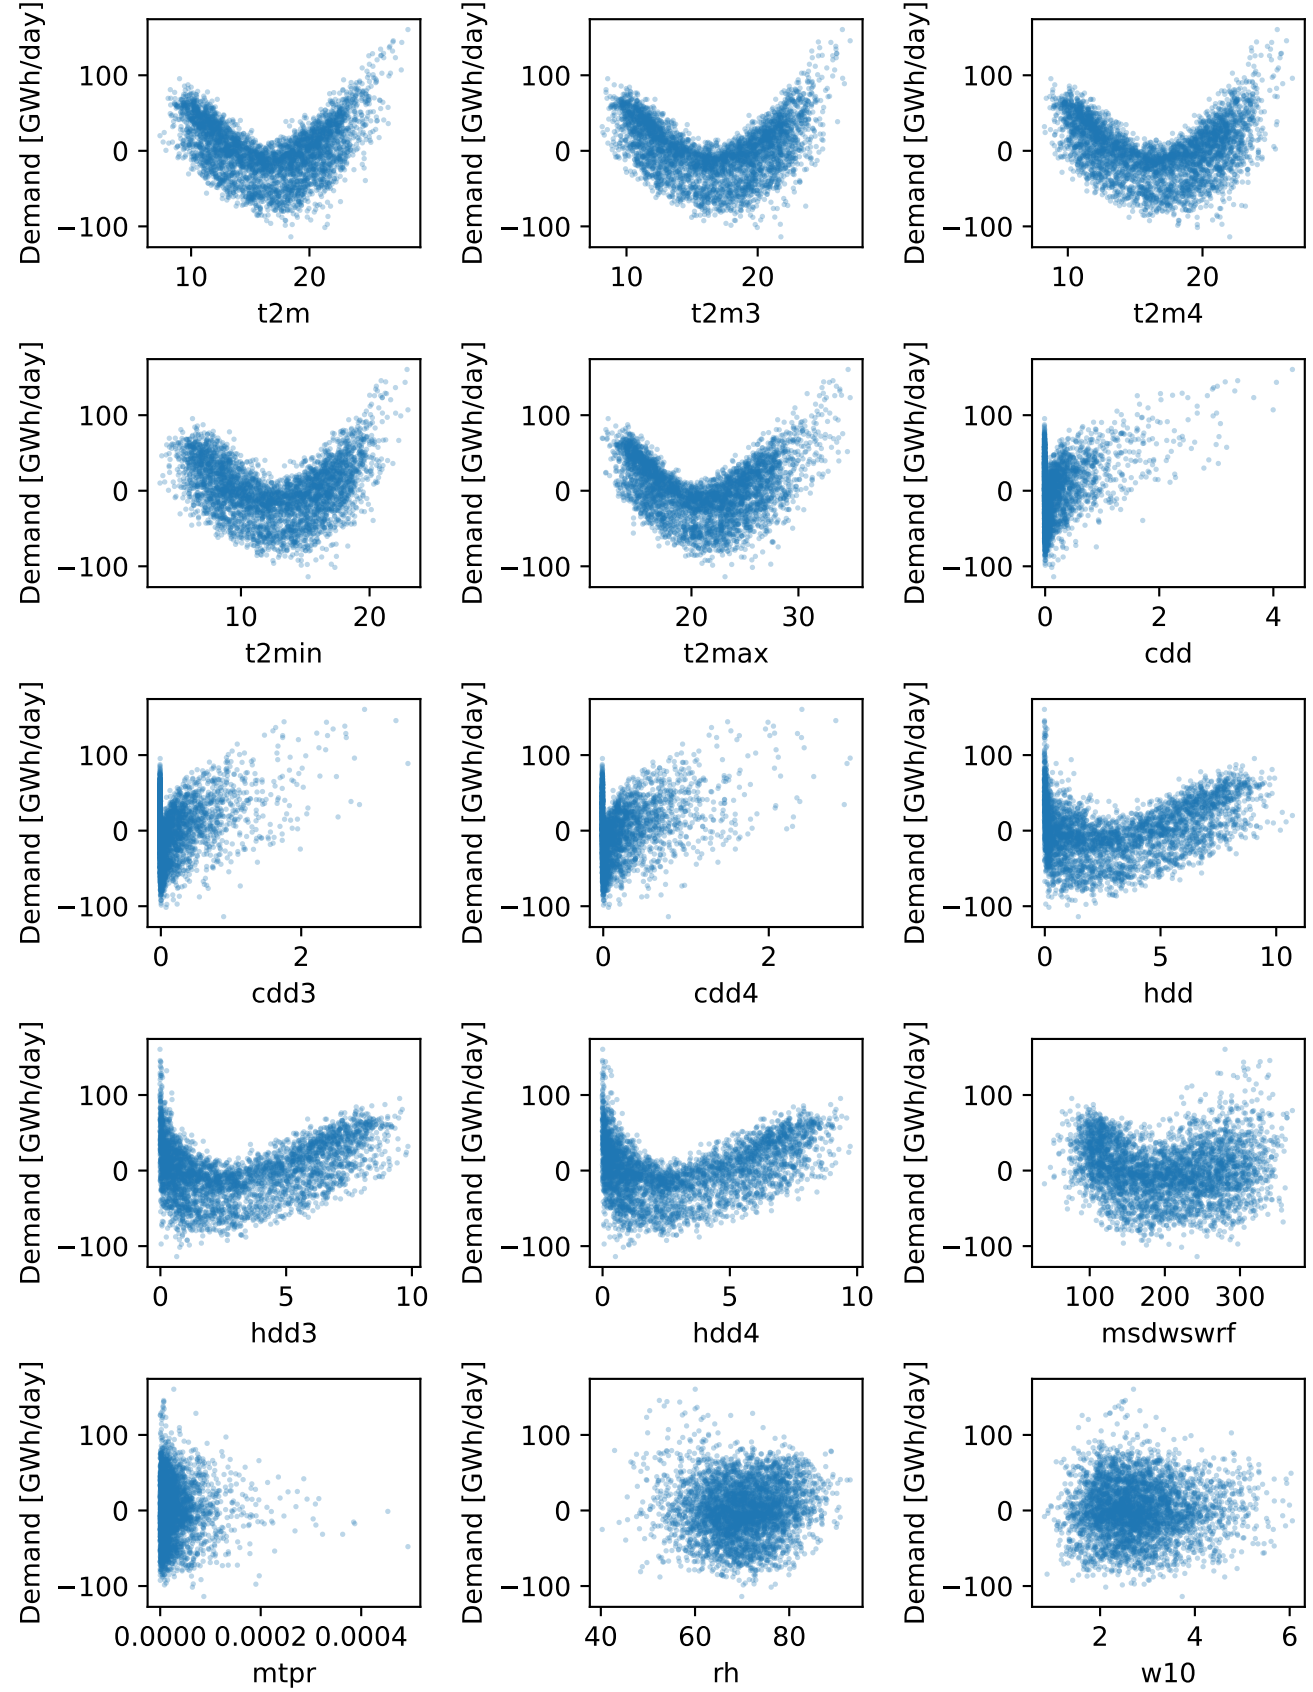 Demand [GWh/day]
100
0
−100
10 20
t2m
Demand [GWh/day]
100
0
−100
10 20
t2m3
Demand [GWh/day]
100
0
−100
10 20
t2m4
Demand [GWh/day]
100
0
−100
10 20
t2min
Demand [GWh/day]
100
0
−100
20 30
t2max
Demand [GWh/day]
100
0
−100
0 2 4
cdd
Demand [GWh/day]
100
0
−100
0 2
cdd3
Demand [GWh/day]
100
0
−100
0 2
cdd4
Demand [GWh/day]
100
0
−100
0 5 10
hdd
Demand [GWh/day]
100
0
−100
0 5 10
hdd3
Demand [GWh/day]
100
0
−100
0 5 10
hdd4
Demand [GWh/day]
100
0
−100
100 200 300
msdwswrf
Demand [GWh/day]
100
0
−100
0.0000 0.0002 0.0004
mtpr
Demand [GWh/day]
100
0
−100
40 60 80
rh
Demand [GWh/day]
100
0
−100
2 4 6
w10